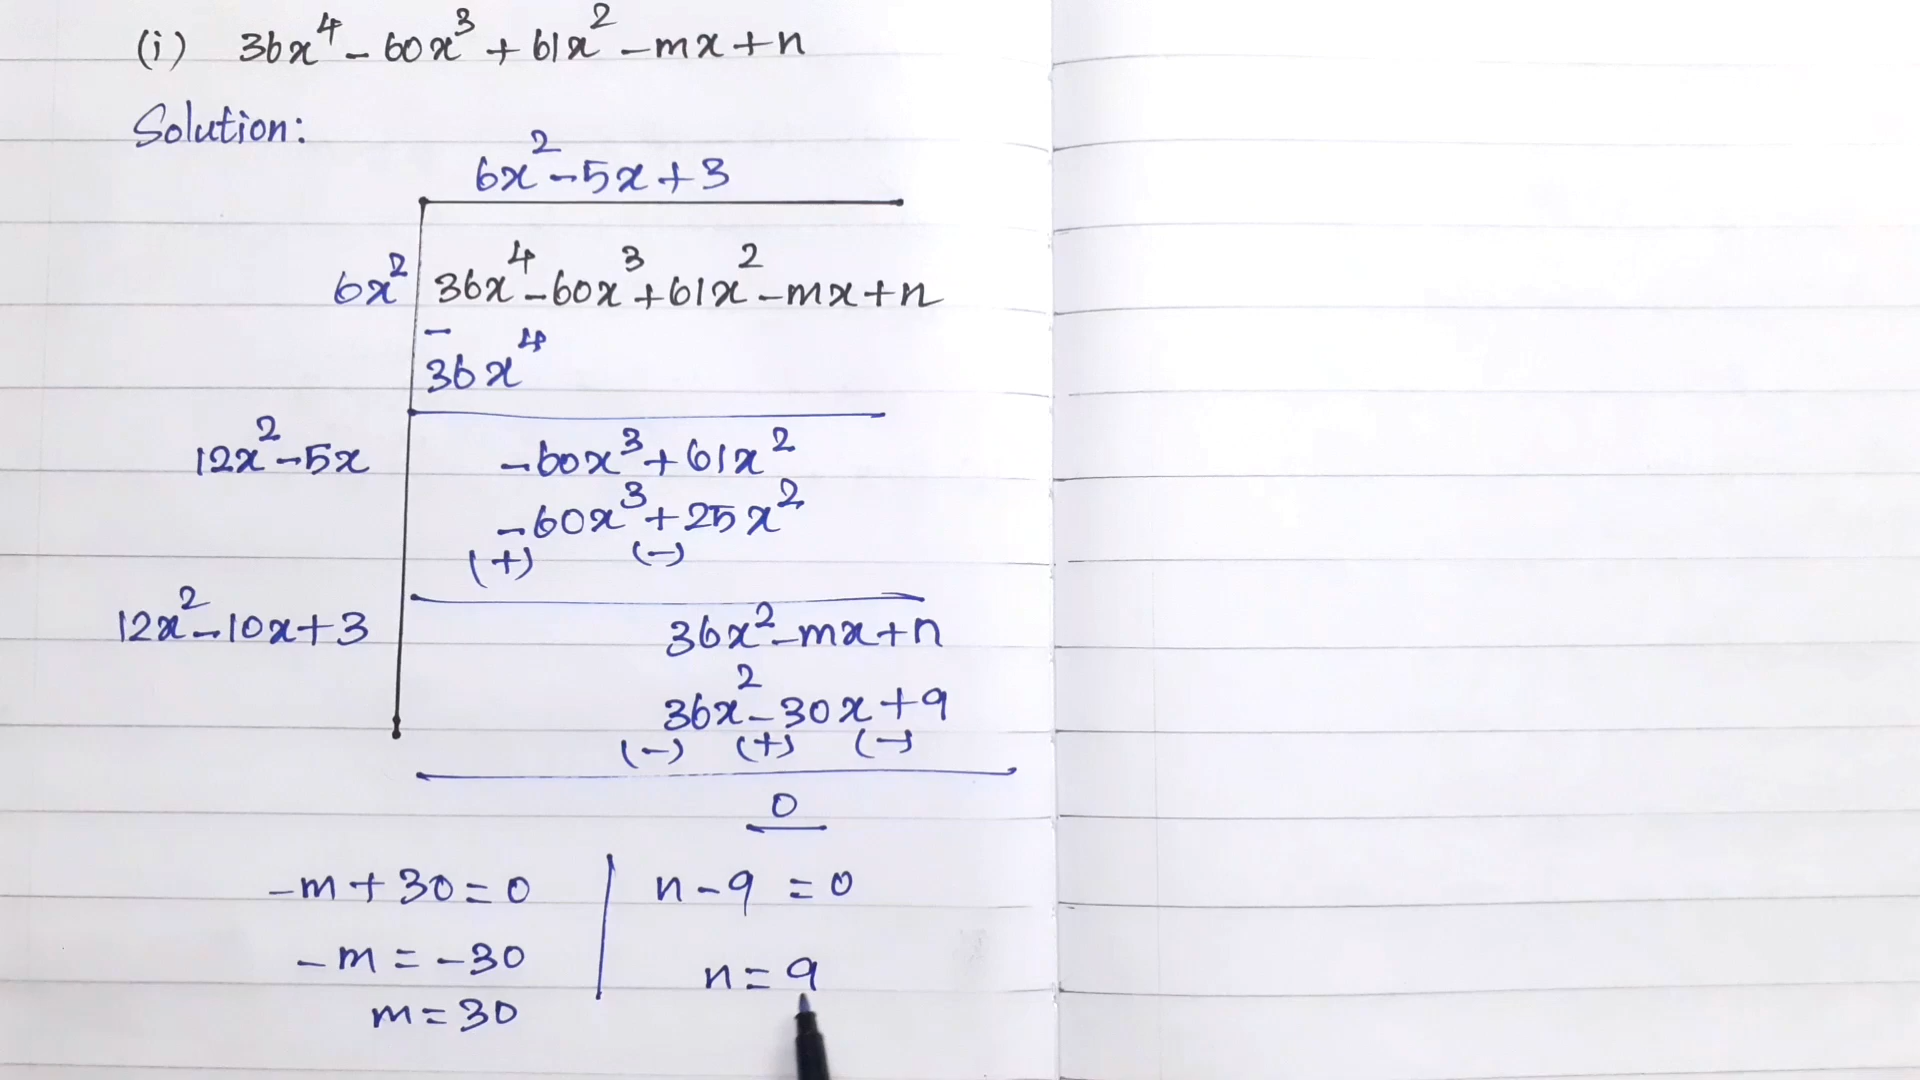 (i) 36x⁴ - 60x³ + 61x² - mx + n
Solution:
6x² - 5x + 3
6x² 36x⁴ - 60x³ + 61x² - mx + n
-
36x⁴
12x² - 5x - 60x³ + 61x²
- 60x³ + 25x²
(+) (-)
12x² - 10x + 3 36x² - mx + n
36x² - 30x + 9
(-) (+) (-)
0
-m + 30 = 0 n - 9 = 0
-m = -30 n = 9
m = 30